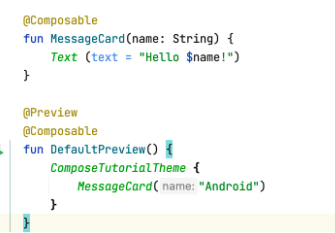 @Composable
fun MessageCard(name: String) {
Text (text = "Hello $name!")
}
@Preview
@Composable
fun DefaultPreview() {
ComposeTutorialTheme {
MessageCard( name: "Android")
}
}